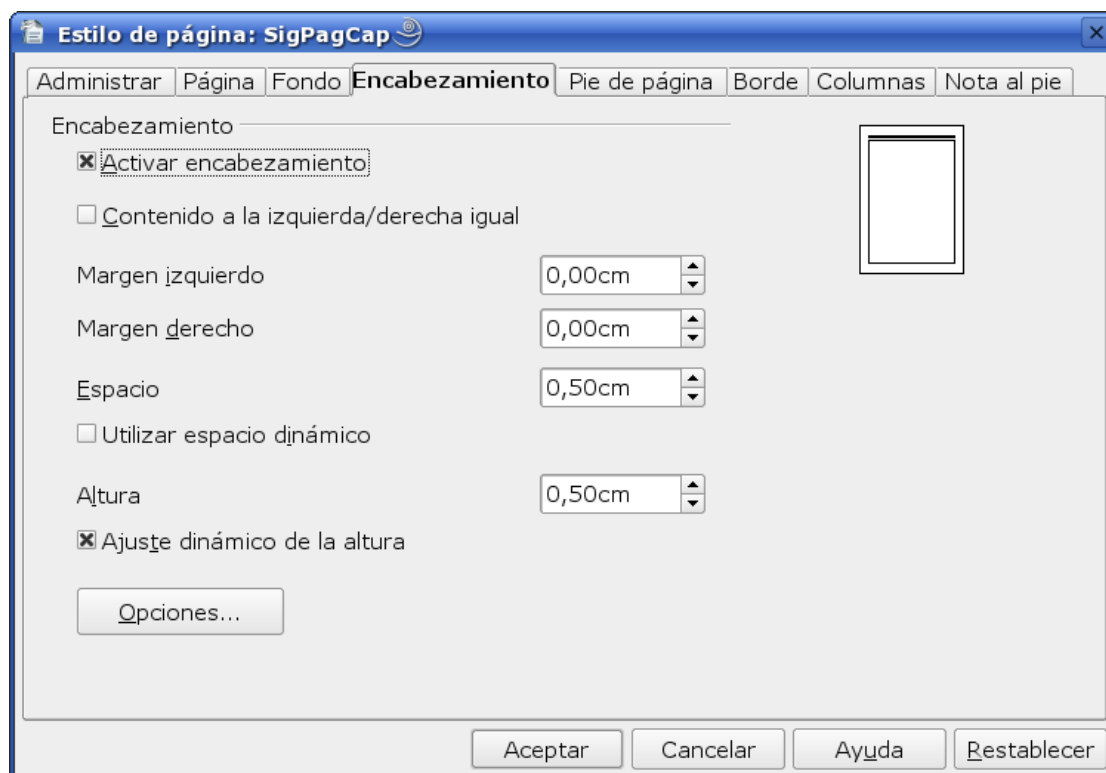 Estilo de página: SigPagCap
Administrar Página Fondo Encabezamiento Pie de página Borde Columnas Nota al pie
Encabezamiento
Activar encabezamiento
Contenido a la izquierda/derecha igual
Margen izquierdo 0,00cm
Margen derecho 0,00cm
Espacio 0,50cm
Utilizar espacio dinámico
Altura 0,50cm
Ajuste dinámico de la altura
Opciones...
Aceptar Cancelar Ayuda Restablecer